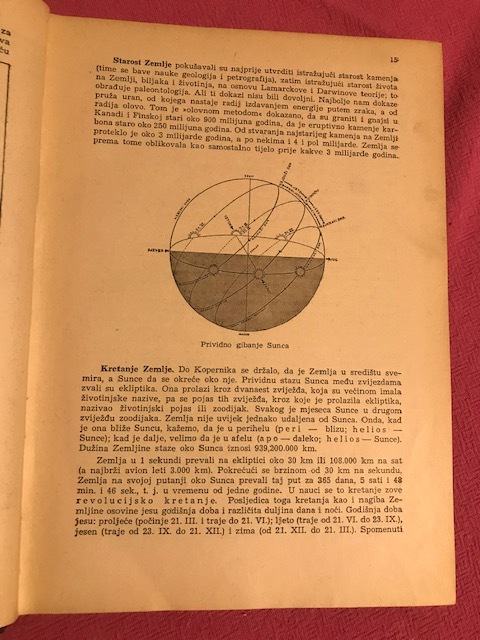 za
va
ću
15
Starost Zemlje pokušavali su najprije utvrditi istražujući starost kamenja
(time se bave nauke geologija i petrografija), zatim istražujući starost života
na Zemlji, biljaka i životinja, na osnovu Lamarckove i Darwinove teorije; to
obrađuje paleontologija. Ali ti dokazi nisu bili dovoljni. Najbolje nam dokaze
pruža uran, od kojega nastaje radij izdavanjem energije putem zraka, a od
radija olovo. Tom je »olovnom metodom« dokazano, da su graniti i gnajsi u
Kanadi i Finskoj stari oko 900 milijuna godina, da je eruptivno kamenje kar-
bona staro oko 250 milijuna godina. Od stvaranja najstarijeg kamenja na Zemlji
proteklo je oko 3 milijarde godina, a po nekima i 4 i pol milijarde. Zemlja se
prema tome oblikovala kao samostalno tijelo prije kakve 3 milijarde godina.
Prividno gibanje Sunca
Kretanje Zemlje. Do Kopernika se držalo, da je Zemlja u središtu sve-
mira, a Sunce da se okreće oko nje. Prividnu stazu Sunca među zvijezdama
zvali su ekliptika. Ona prolazi kroz dvanaest zviježđa, koja su većinom imala
životinjske nazive, pa se pojas tih zviježđa, kroz koje je prolazila ekliptika,
nazivao životinjski pojas ili zoodijak. Svakog je mjeseca Sunce u drugom
zviježđu zoodijaka. Zemlja nije uvijek jednako udaljena od Sunca. Onda, kad
je ona bliže Suncu, kažemo, da je u perihelu (peri — blizu; helios —
Sunce); kad je dalje, velimo da je u afelu (apo — daleko; helios — Sunce).
Dužina Zemljine staze oko Sunca iznosi 939,200.000 km.
Zemlja u 1 sekundi prevali na ekliptici oko 30 km ili 108.000 km na sat
(a najbrži avion leti 3.000 km). Pokrećući se brzinom od 30 km na sekundu,
Zemlja na svojoj putanji oko Sunca prevali taj put za 365 dana, 5 sati i 48
min. i 46 sek., t. j. u vremenu od jedne godine. U nauci se to kretanje zove
revolucijsko kretanje. Posljedica toga kretanja kao i nagiba Ze-
mljine osovine jesu godišnja doba i različita duljina dana i noći. Godišnja doba
jesu: proljeće (počinje 21. III. i traje do 21. VI.); ljeto (traje od 21. VI. do 23. IX.),
jesen (traje od 23. IX. do 21. XII.) i zima (od 21. XII. do 21. III.). Spomenuti